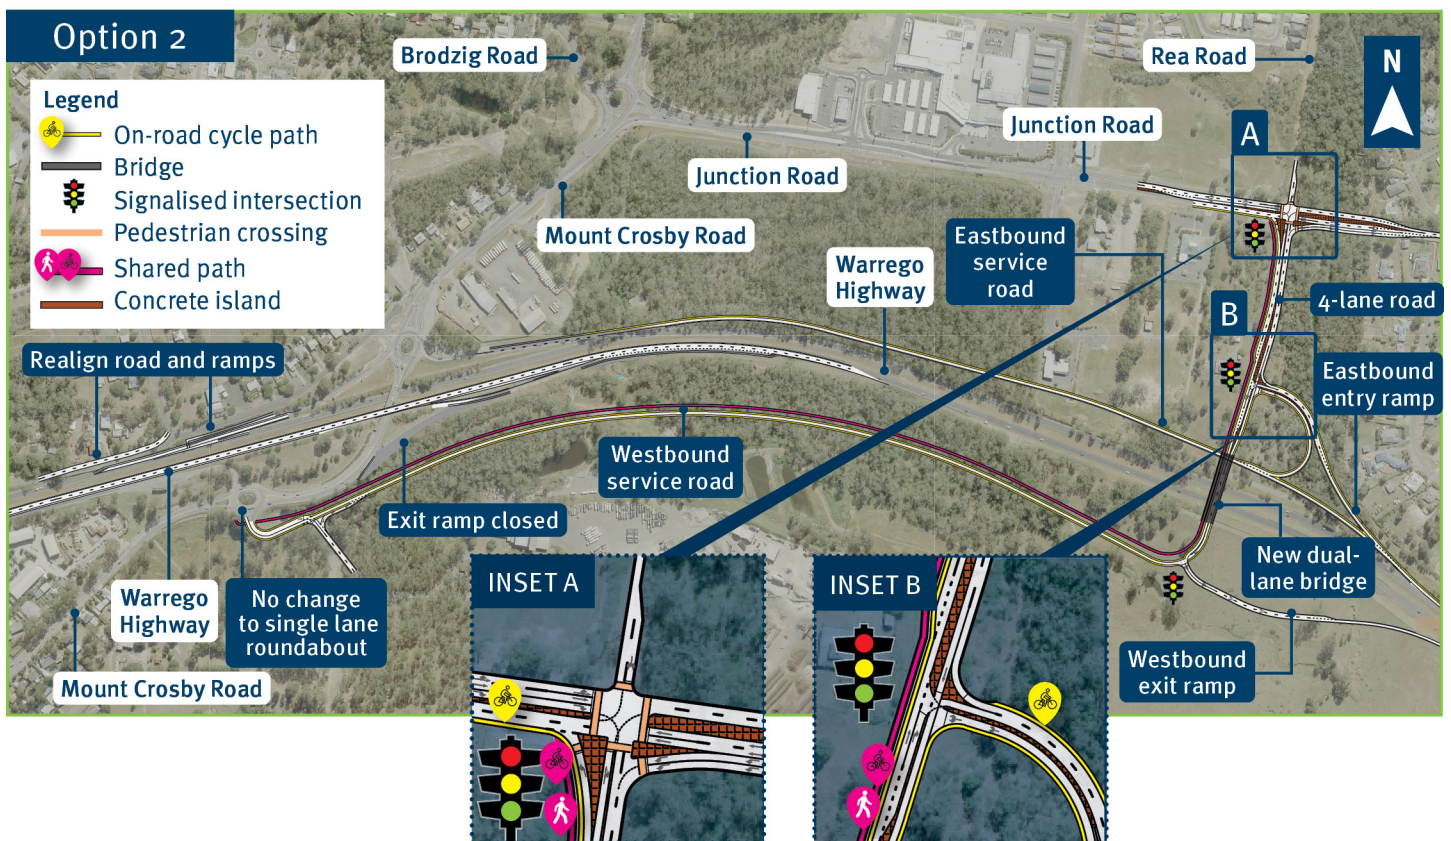 Option 2
Legend
On-road cycle path
Bridge
Signalised intersection
Pedestrian crossing
Shared path
Concrete island
Brodzig Road
Rea Road
N
Junction Road
A
Junction Road
Mount Crosby Road
Eastbound
service
road
Warrego
Highway
4-lane road
B
Realign road and ramps
Eastbound
entry ramp
Westbound
service road
Exit ramp closed
New dual-
lane bridge
Warrego
Highway
No change
to single lane
roundabout
Mount Crosby Road
Westbound
exit ramp
INSET A
INSET B